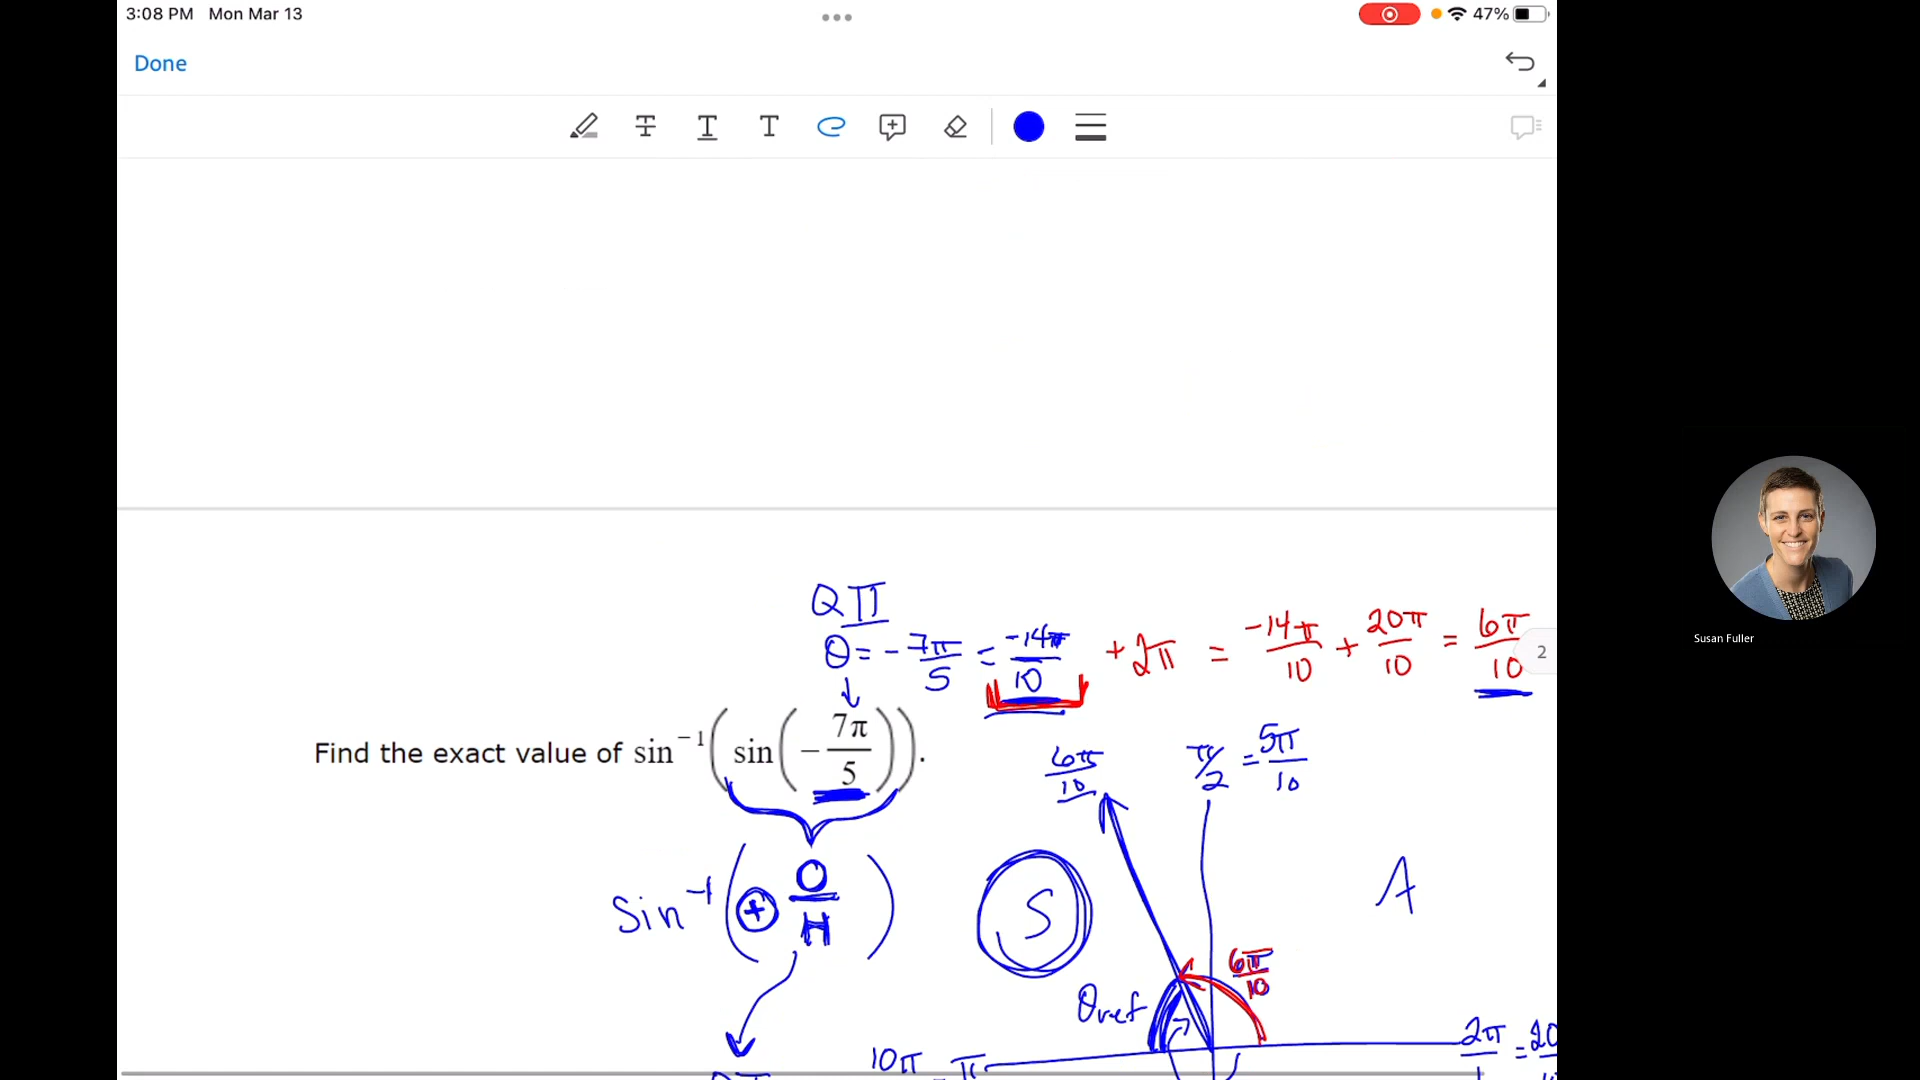 3:08 PM Mon Mar 13
47%
Done
QII
θ = - 7π/5 = -14π/10 + 2π = -14π/10 + 20π/10 = 6π/10
2
Find the exact value of sin⁻¹(sin(-7π/5)).
6π/10
π/2 = 5π/10
Sin⁻¹(+ O/H)
S
A
6π/10
θref
10π
= π
2π
= 20
Susan Fuller